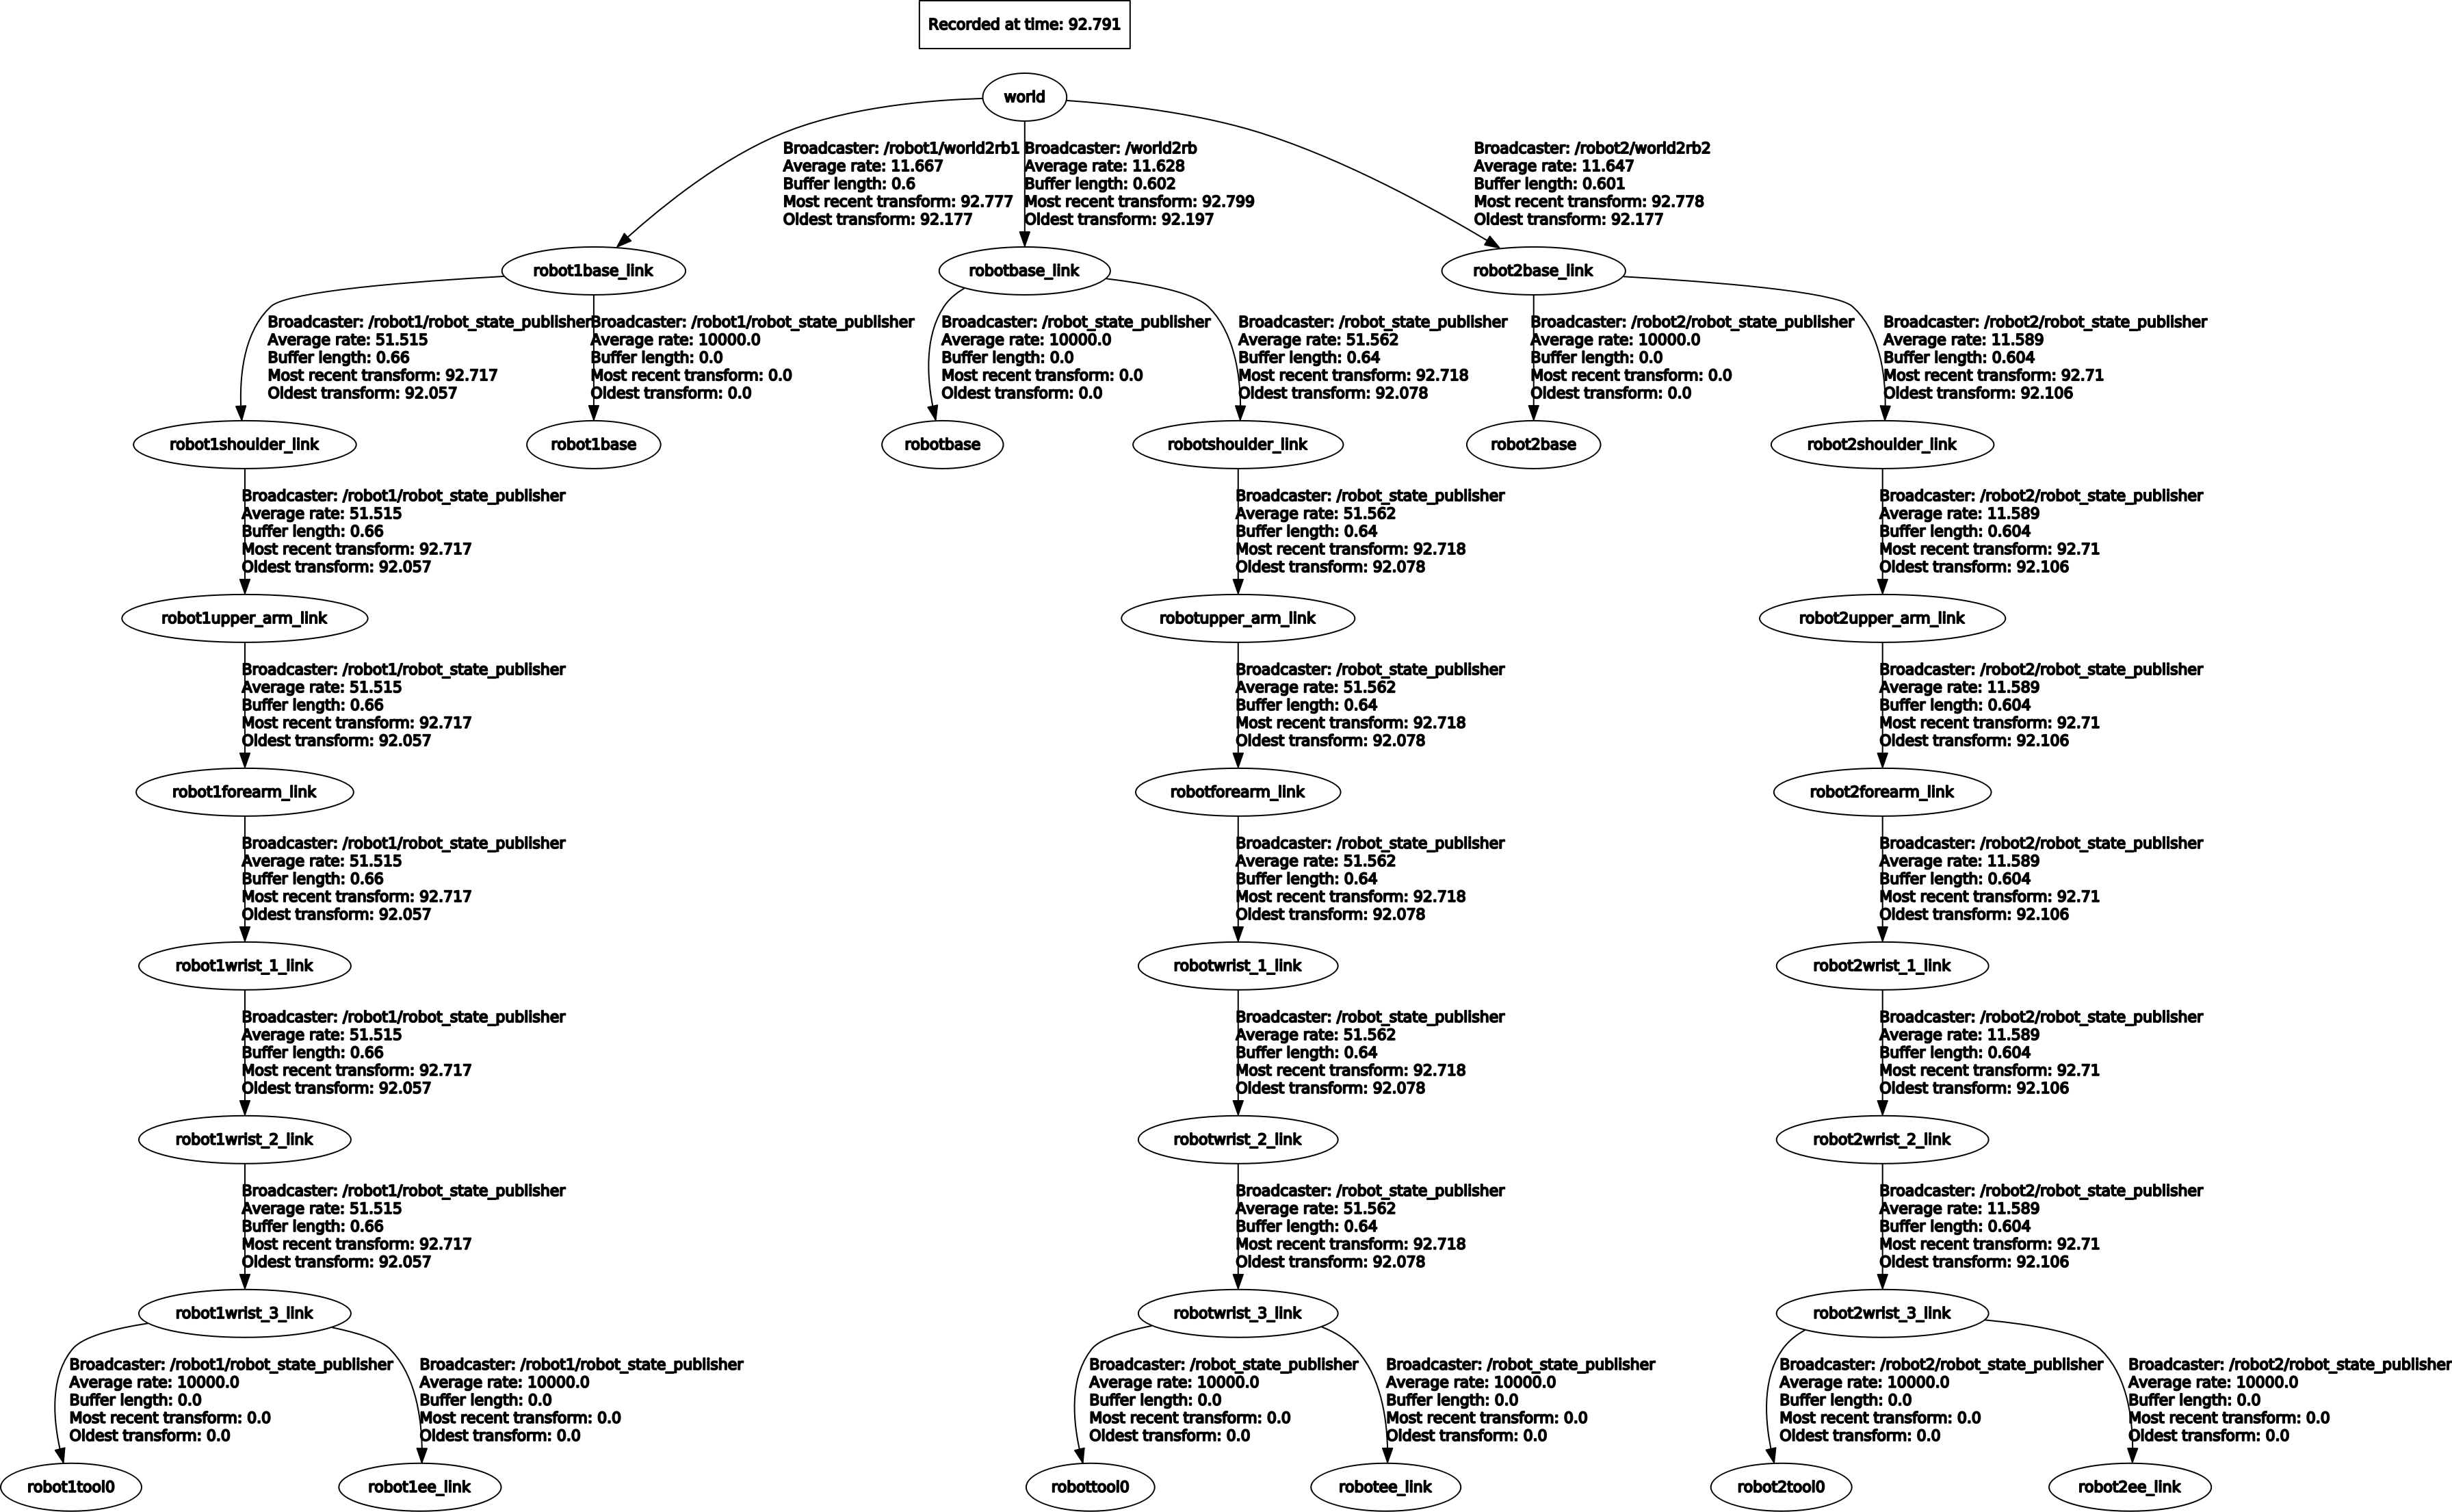 Recorded at time: 92.791
world
Broadcaster: /robot1/world2rb1
Average rate: 11.667
Buffer length: 0.6
Most recent transform: 92.777
Oldest transform: 92.177
Broadcaster: /world2rb
Average rate: 11.628
Buffer length: 0.602
Most recent transform: 92.799
Oldest transform: 92.197
Broadcaster: /robot2/world2rb2
Average rate: 11.647
Buffer length: 0.601
Most recent transform: 92.778
Oldest transform: 92.177
robot1base_link
robotbase_link
robot2base_link
Broadcaster: /robot1/robot_state_publisher
Average rate: 51.515
Buffer length: 0.66
Most recent transform: 92.717
Oldest transform: 92.057
Broadcaster: /robot1/robot_state_publisher
Average rate: 10000.0
Buffer length: 0.0
Most recent transform: 0.0
Oldest transform: 0.0
Broadcaster: /robot_state_publisher
Average rate: 10000.0
Buffer length: 0.0
Most recent transform: 0.0
Oldest transform: 0.0
Broadcaster: /robot_state_publisher
Average rate: 51.562
Buffer length: 0.64
Most recent transform: 92.718
Oldest transform: 92.078
Broadcaster: /robot2/robot_state_publisher
Average rate: 10000.0
Buffer length: 0.0
Most recent transform: 0.0
Oldest transform: 0.0
Broadcaster: /robot2/robot_state_publisher
Average rate: 11.589
Buffer length: 0.604
Most recent transform: 92.71
Oldest transform: 92.106
robot1shoulder_link
robot1base
robotbase
robotshoulder_link
robot2base
robot2shoulder_link
Broadcaster: /robot1/robot_state_publisher
Average rate: 51.515
Buffer length: 0.66
Most recent transform: 92.717
Oldest transform: 92.057
Broadcaster: /robot_state_publisher
Average rate: 51.562
Buffer length: 0.64
Most recent transform: 92.718
Oldest transform: 92.078
Broadcaster: /robot2/robot_state_publisher
Average rate: 11.589
Buffer length: 0.604
Most recent transform: 92.71
Oldest transform: 92.106
robot1upper_arm_link
robotupper_arm_link
robot2upper_arm_link
Broadcaster: /robot1/robot_state_publisher
Average rate: 51.515
Buffer length: 0.66
Most recent transform: 92.717
Oldest transform: 92.057
Broadcaster: /robot_state_publisher
Average rate: 51.562
Buffer length: 0.64
Most recent transform: 92.718
Oldest transform: 92.078
Broadcaster: /robot2/robot_state_publisher
Average rate: 11.589
Buffer length: 0.604
Most recent transform: 92.71
Oldest transform: 92.106
robot1forearm_link
robotforearm_link
robot2forearm_link
Broadcaster: /robot1/robot_state_publisher
Average rate: 51.515
Buffer length: 0.66
Most recent transform: 92.717
Oldest transform: 92.057
Broadcaster: /robot_state_publisher
Average rate: 51.562
Buffer length: 0.64
Most recent transform: 92.718
Oldest transform: 92.078
Broadcaster: /robot2/robot_state_publisher
Average rate: 11.589
Buffer length: 0.604
Most recent transform: 92.71
Oldest transform: 92.106
robot1wrist_1_link
robotwrist_1_link
robot2wrist_1_link
Broadcaster: /robot1/robot_state_publisher
Average rate: 51.515
Buffer length: 0.66
Most recent transform: 92.717
Oldest transform: 92.057
Broadcaster: /robot_state_publisher
Average rate: 51.562
Buffer length: 0.64
Most recent transform: 92.718
Oldest transform: 92.078
Broadcaster: /robot2/robot_state_publisher
Average rate: 11.589
Buffer length: 0.604
Most recent transform: 92.71
Oldest transform: 92.106
robot1wrist_2_link
robotwrist_2_link
robot2wrist_2_link
Broadcaster: /robot1/robot_state_publisher
Average rate: 51.515
Buffer length: 0.66
Most recent transform: 92.717
Oldest transform: 92.057
Broadcaster: /robot_state_publisher
Average rate: 51.562
Buffer length: 0.64
Most recent transform: 92.718
Oldest transform: 92.078
Broadcaster: /robot2/robot_state_publisher
Average rate: 11.589
Buffer length: 0.604
Most recent transform: 92.71
Oldest transform: 92.106
robot1wrist_3_link
robotwrist_3_link
robot2wrist_3_link
Broadcaster: /robot1/robot_state_publisher
Average rate: 10000.0
Buffer length: 0.0
Most recent transform: 0.0
Oldest transform: 0.0
Broadcaster: /robot1/robot_state_publisher
Average rate: 10000.0
Buffer length: 0.0
Most recent transform: 0.0
Oldest transform: 0.0
Broadcaster: /robot_state_publisher
Average rate: 10000.0
Buffer length: 0.0
Most recent transform: 0.0
Oldest transform: 0.0
Broadcaster: /robot_state_publisher
Average rate: 10000.0
Buffer length: 0.0
Most recent transform: 0.0
Oldest transform: 0.0
Broadcaster: /robot2/robot_state_publisher
Average rate: 10000.0
Buffer length: 0.0
Most recent transform: 0.0
Oldest transform: 0.0
Broadcaster: /robot2/robot_state_publisher
Average rate: 10000.0
Buffer length: 0.0
Most recent transform: 0.0
Oldest transform: 0.0
robot1tool0
robot1ee_link
robottool0
robotee_link
robot2tool0
robot2ee_link